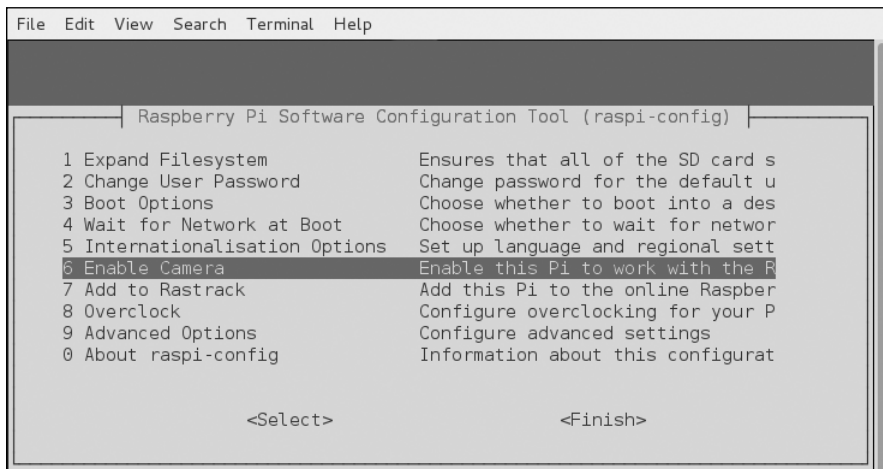 File Edit View Search Terminal Help
Raspberry Pi Software Configuration Tool (raspi-config)
1 Expand Filesystem Ensures that all of the SD card s
2 Change User Password Change password for the default u
3 Boot Options Choose whether to boot into a des
4 Wait for Network at Boot Choose whether to wait for networ
5 Internationalisation Options Set up language and regional sett
6 Enable Camera Enable this Pi to work with the R
7 Add to Rastrack Add this Pi to the online Raspber
8 Overclock Configure overclocking for your P
9 Advanced Options Configure advanced settings
0 About raspi-config Information about this configurat
<Select> <Finish>